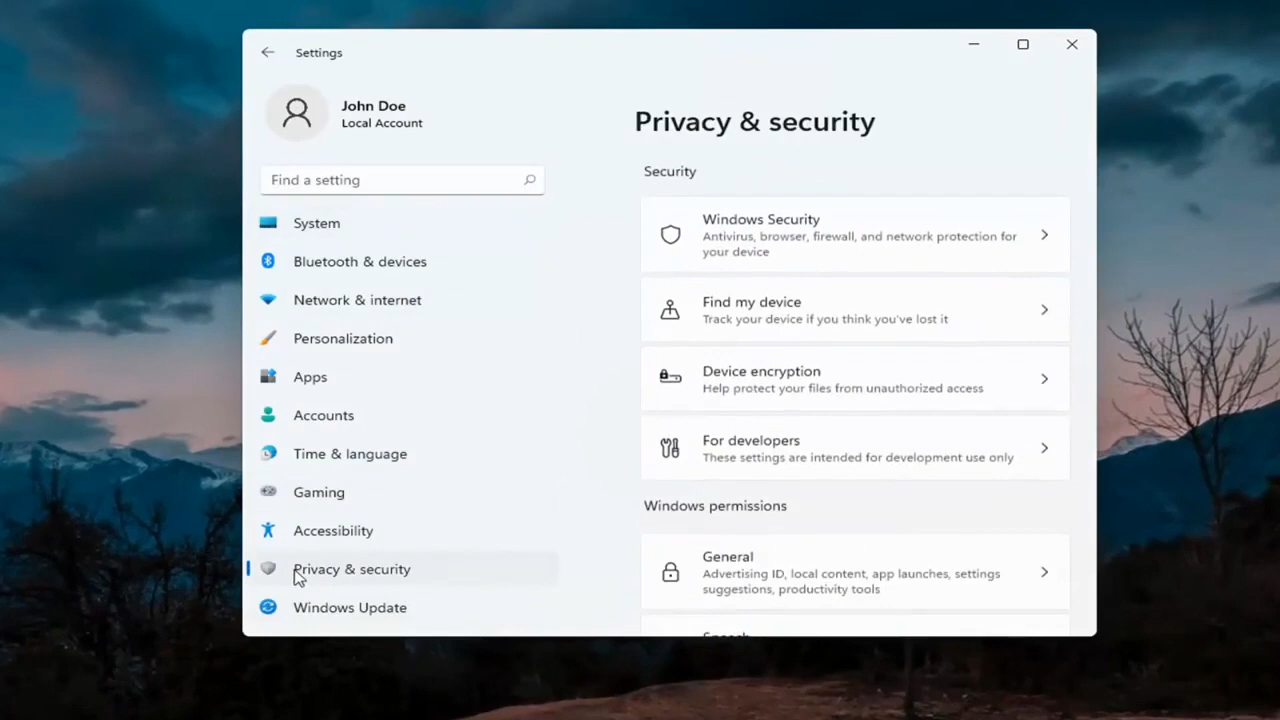 Settings
John Doe
Local Account
Find a setting
System
Bluetooth & devices
Network & internet
Personalization
Apps
Accounts
Time & language
Gaming
Accessibility
Privacy & security
Windows Update
Privacy & security
Security
Windows Security
Antivirus, browser, firewall, and network protection for
your device
Find my device
Track your device if you think you've lost it
Device encryption
Help protect your files from unauthorized access
For developers
These settings are intended for development use only
Windows permissions
General
Advertising ID, local content, app launches, settings
suggestions, productivity tools